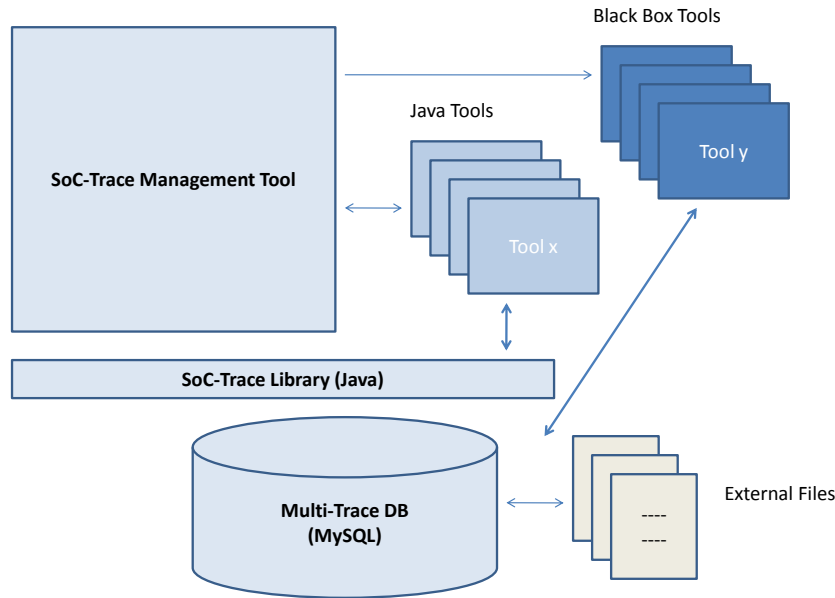 Black Box Tools
Java Tools
SoC-Trace Management Tool
Tool y
Tool x
SoC-Trace Library (Java)
Multi-Trace DB
(MySQL)
External Files
----
----